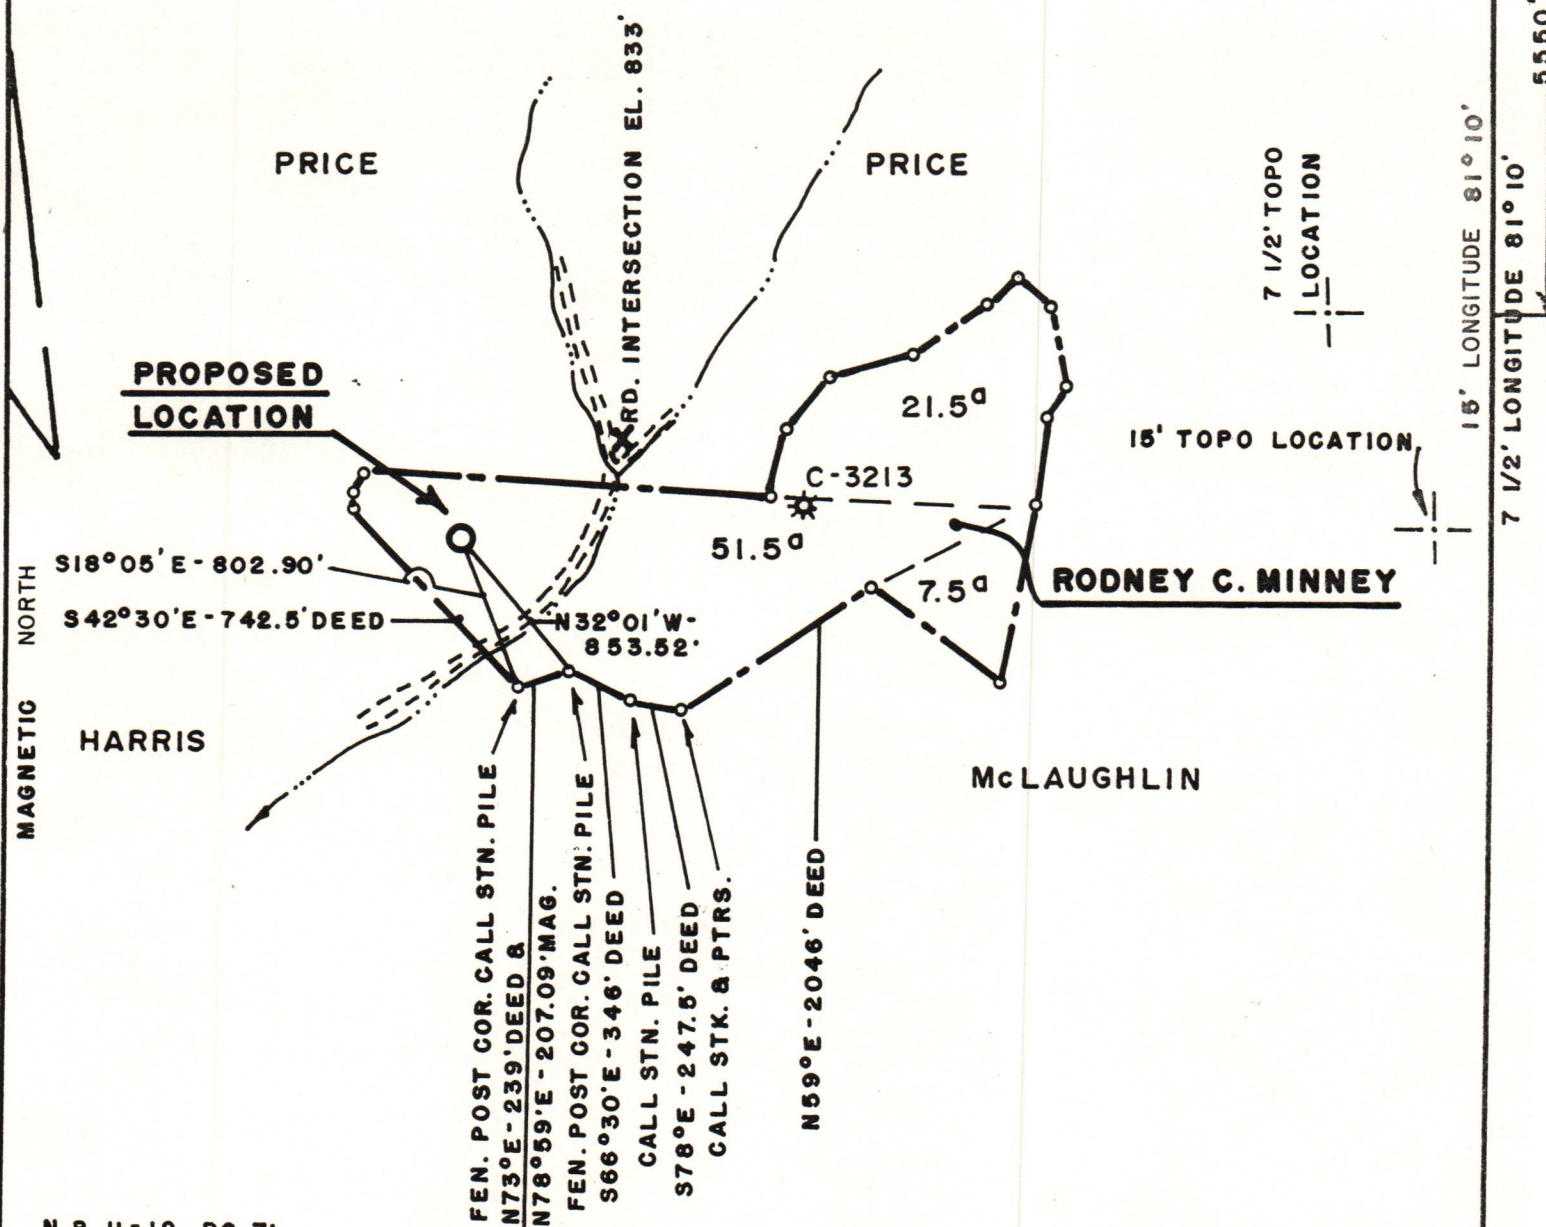 5550'
RD. INTERSECTION EL. 833'
PRICE
PRICE
7 1/2' TOPO
LOCATION
15' LONGITUDE 81°10'
7 1/2' LONGITUDE 81°10'
PROPOSED
LOCATION
21.5a
15' TOPO LOCATION
C-3213
51.5a
7.5a
RODNEY C. MINNEY
S18°05'E-802.90'
S42°30'E-742.5'DEED
N32°01'W-
853.52'
MAGNETIC NORTH
HARRIS
McLAUGHLIN
FEN. POST COR. CALL STN. PILE
N73°E-239'DEED &
N78°59'E-207.09'MAG.
FEN. POST COR. CALL STN. PILE
S66°30'E-346' DEED
CALL STN. PILE
S78°E-247.5' DEED
CALL STK. & PTRS.
N59°E-2046' DEED